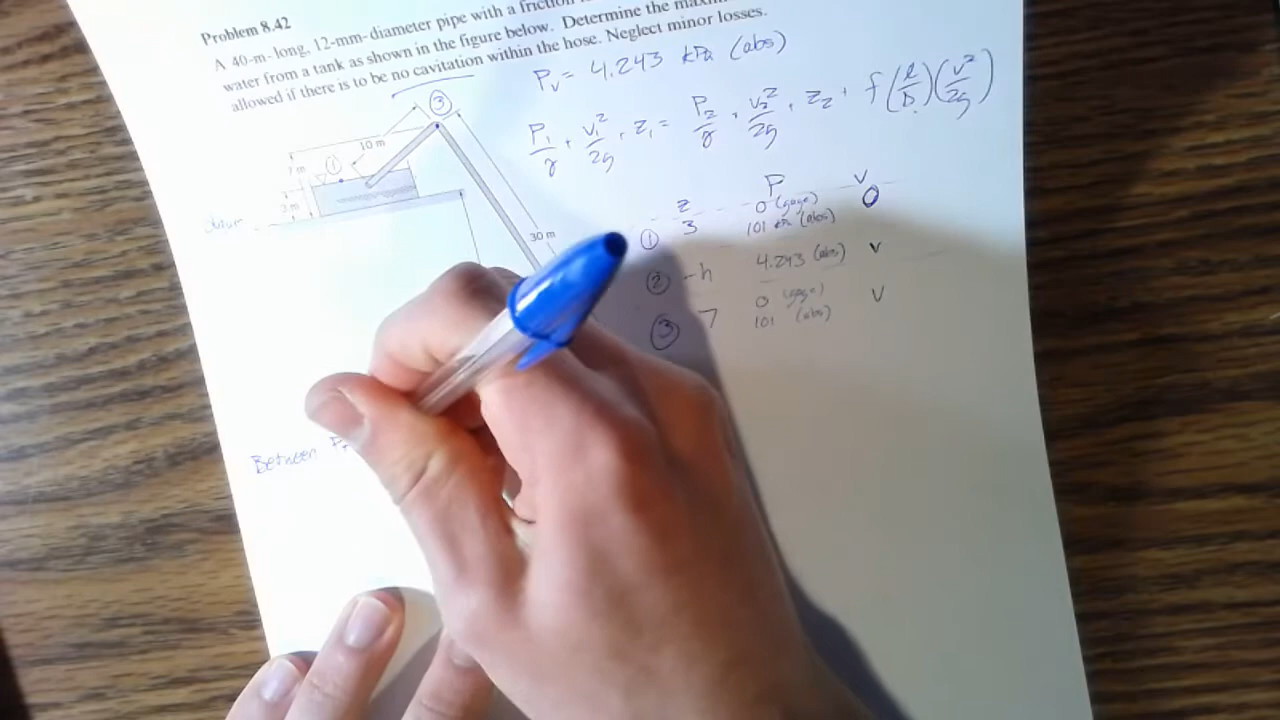 Problem 8.42
A 40-m- long, 12-mm- diameter pipe with a friction
water from a tank as shown in the figure below. Determine the
allowed if there is to be no cavitation within the hose. Neglect minor losses.
Pv = 4.243 kPa (abs)
P1/γ + v1²/2g + z1 = P2/γ + v2²/2g + z2 + f(l/D)(v²/2g)
③
10 m
①
3 m
30 m
Datum
z P v
① 3 0 (gage) 0
101 kPa (abs)
② -h 4.243 (abs) v
③ 7 0 (gage) v
101 (abs)
Between